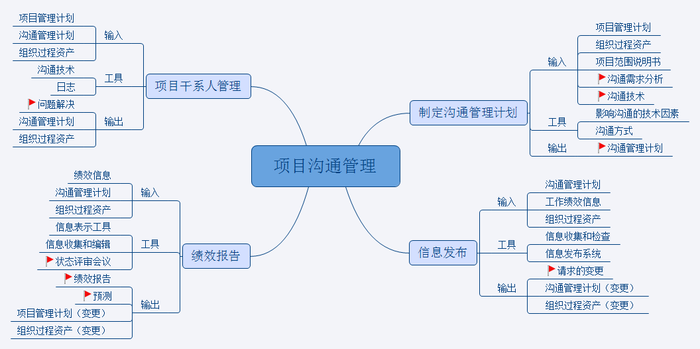 项目沟通管理
项目干系人管理
输入
项目管理计划
沟通管理计划
组织过程资产
工具
沟通技术
日志
输出
问题解决
沟通管理计划
组织过程资产
绩效报告
输入
绩效信息
沟通管理计划
组织过程资产
工具
信息表示工具
信息收集和编辑
状态评审会议
输出
绩效报告
预测
项目管理计划（变更）
组织过程资产（变更）
制定沟通管理计划
输入
项目管理计划
组织过程资产
项目范围说明书
沟通需求分析
沟通技术
工具
影响沟通的技术因素
沟通方式
输出
沟通管理计划
信息发布
输入
沟通管理计划
工作绩效信息
组织过程资产
工具
信息收集和检查
信息发布系统
输出
请求的变更
沟通管理计划（变更）
组织过程资产（变更）